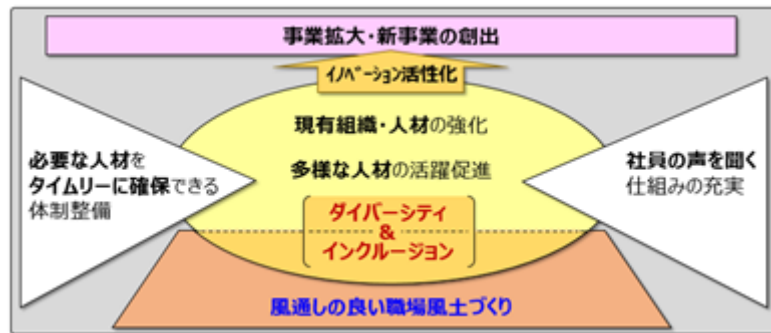 事業拡大・新事業の創出
ｲﾉﾍﾞｰｼｮﾝ活性化
現有組織・人材の強化
多様な人材の活躍促進
ダイバーシティ
&
インクルージョン
必要な人材を
タイムリーに確保できる
体制整備
社員の声を聞く
仕組みの充実
風通しの良い職場風土づくり